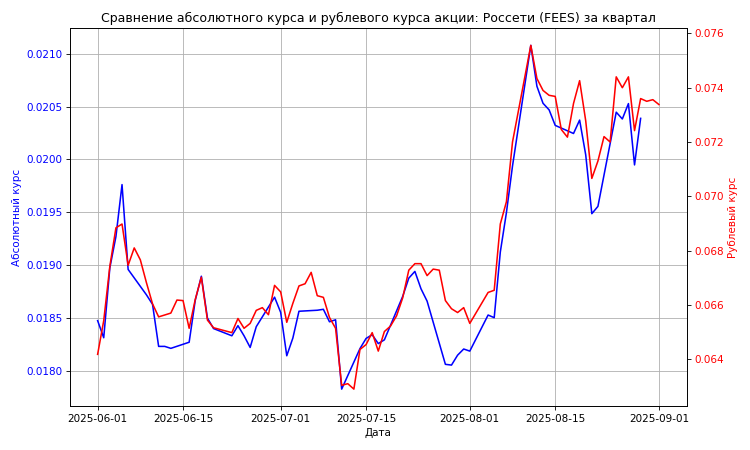 Сравнение абсолютного курса и рублевого курса акции: Россети (FEES) за квартал
0.0210
0.0205
0.0200
0.0195
0.0190
0.0185
0.0180
Абсолютный курс
0.076
0.074
0.072
0.070
0.068
0.066
0.064
Рублевый курс
2025-06-01 2025-06-15 2025-07-01 2025-07-15 2025-08-01 2025-08-15 2025-09-01
Дата